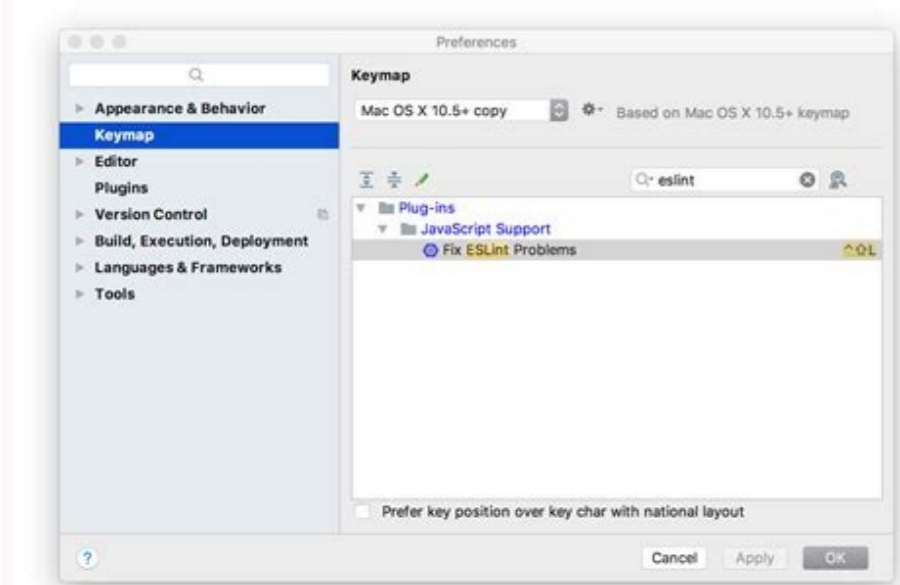 Preferences
Appearance & Behavior
Keymap
Editor
Plugins
Version Control
Build, Execution, Deployment
Languages & Frameworks
Tools
Keymap
Mac OS X 10.5+ copy
Based on Mac OS X 10.5+ keymap
eslint
Plug-ins
JavaScript Support
Fix ESLint Problems
^⇧L
Prefer key position over key char with national layout
?
Cancel
Apply
OK